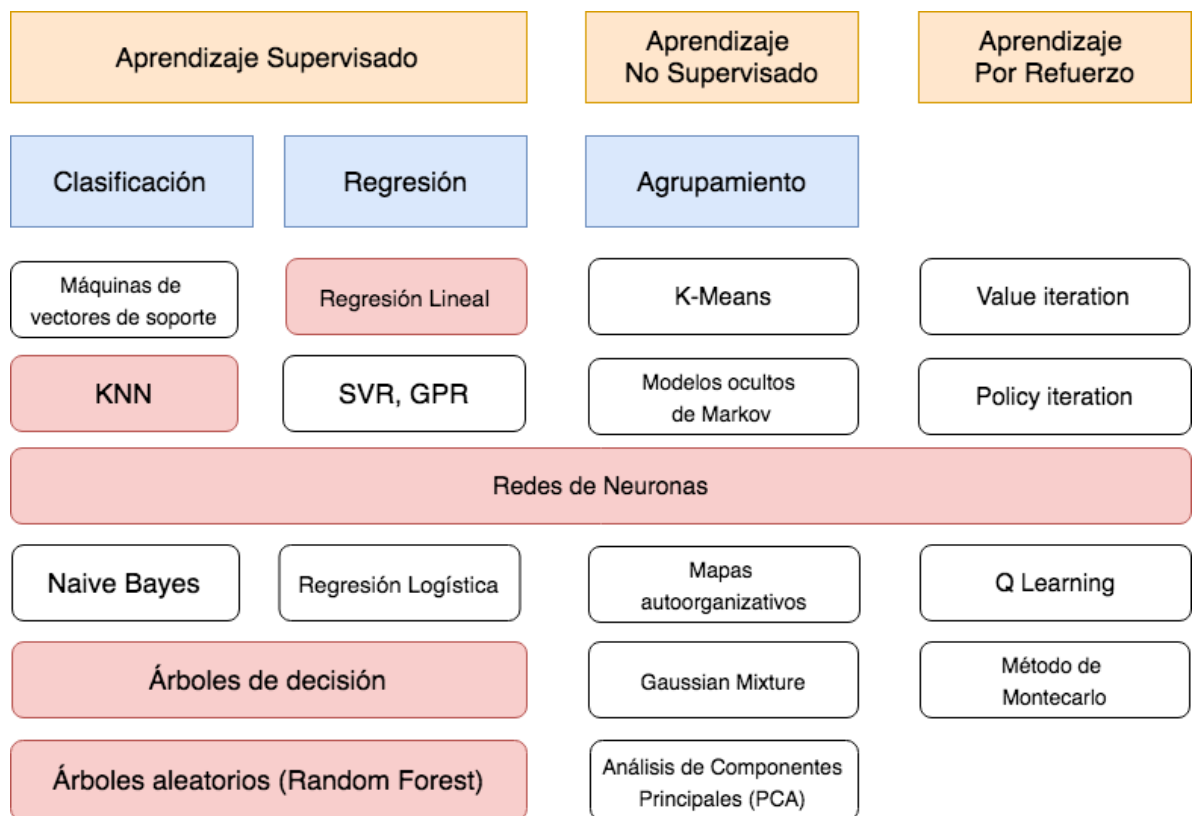 Aprendizaje Supervisado
Aprendizaje
No Supervisado
Aprendizaje
Por Refuerzo
Clasificación
Regresión
Agrupamiento
Máquinas de
vectores de soporte
Regresión Lineal
K-Means
Value iteration
KNN
SVR, GPR
Modelos ocultos
de Markov
Policy iteration
Redes de Neuronas
Naive Bayes
Regresión Logística
Mapas
autoorganizativos
Q Learning
Árboles de decisión
Gaussian Mixture
Método de
Montecarlo
Árboles aleatorios (Random Forest)
Análisis de Componentes
Principales (PCA)